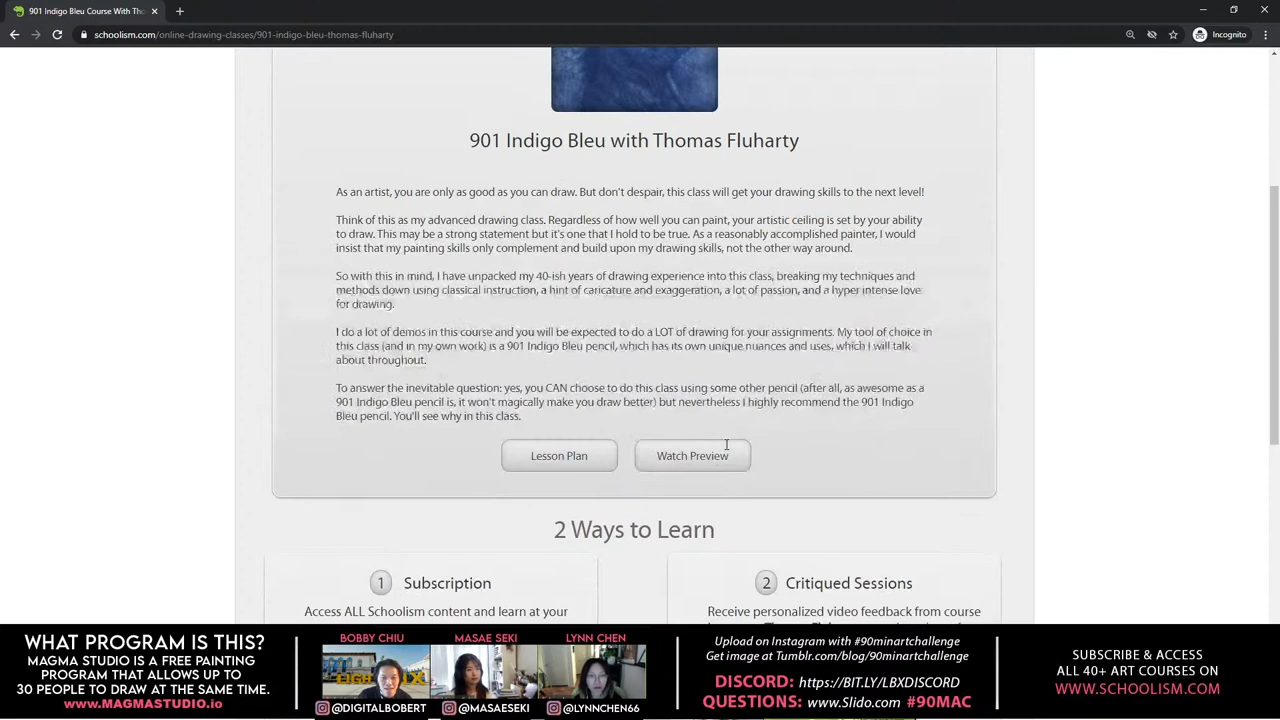 901 Indigo Bleu Course With Tho
schoolism.com/online-drawing-classes/901-indigo-bleu-thomas-fluharty
Incognito
901 Indigo Bleu with Thomas Fluharty
As an artist, you are only as good as you can draw. But don't despair, this class will get your drawing skills to the next level!
Think of this as my advanced drawing class. Regardless of how well you can paint, your artistic ceiling is set by your ability
to draw. This may be a strong statement but it's one that I hold to be true. As a reasonably accomplished painter, I would
insist that my painting skills only complement and build upon my drawing skills, not the other way around.
So with this in mind, I have unpacked my 40-ish years of drawing experience into this class, breaking my techniques and
methods down using classical instruction, a hint of caricature and exaggeration, a lot of passion, and a hyper intense love
for drawing.
I do a lot of demos in this course and you will be expected to do a LOT of drawing for your assignments. My tool of choice in
this class (and in my own work) is a 901 Indigo Bleu pencil, which has its own unique nuances and uses, which I will talk
about throughout.
To answer the inevitable question: yes, you CAN choose to do this class using some other pencil (after all, as awesome as a
901 Indigo Bleu pencil is, it won't magically make you draw better) but nevertheless I highly recommend the 901 Indigo
Bleu pencil. You'll see why in this class.
Lesson Plan
Watch Preview
2 Ways to Learn
1 Subscription
Access ALL Schoolism content and learn at your
2 Critiqued Sessions
Receive personalized video feedback from course
WHAT PROGRAM IS THIS?
MAGMA STUDIO IS A FREE PAINTING
PROGRAM THAT ALLOWS UP TO
30 PEOPLE TO DRAW AT THE SAME TIME.
www.MAGMASTUDIO.io
BOBBY CHIU
MASAE SEKI
LYNN CHEN
@DIGITALBOBERT
@MASAESEKI
@LYNNCHEN66
Upload on Instagram with #90minartchallenge
Get image at Tumblr.com/blog/90minartchallenge
DISCORD: https://BIT.LY/LBXDISCORD
QUESTIONS: www.Slido.com #90MAC
SUBSCRIBE & ACCESS
ALL 40+ ART COURSES ON
WWW.SCHOOLISM.COM